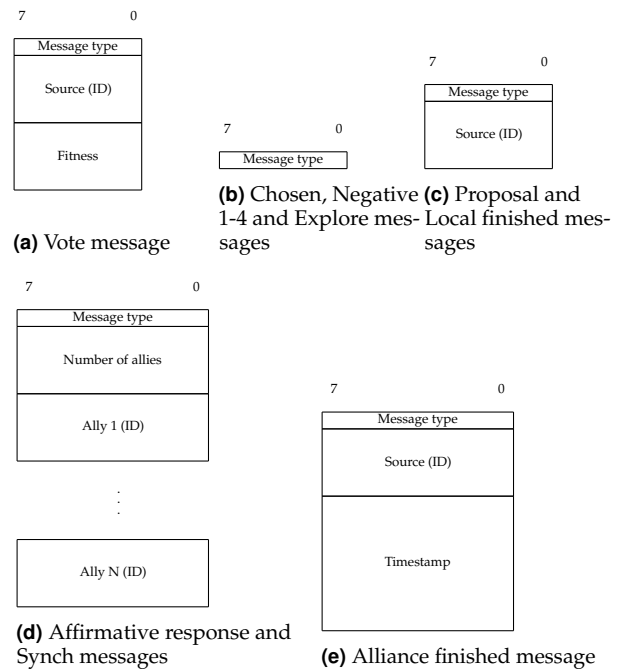 7 0
Message type
Source (ID)
Fitness
(a) Vote message
7 0
Message type
(b) Chosen, Negative
1-4 and Explore mes-
sages
7 0
Message type
Source (ID)
(c) Proposal and
Local finished mes-
sages
7 0
Message type
Number of allies
Ally 1 (ID)
.
.
.
Ally N (ID)
(d) Affirmative response and
Synch messages
7 0
Message type
Source (ID)
Timestamp
(e) Alliance finished message